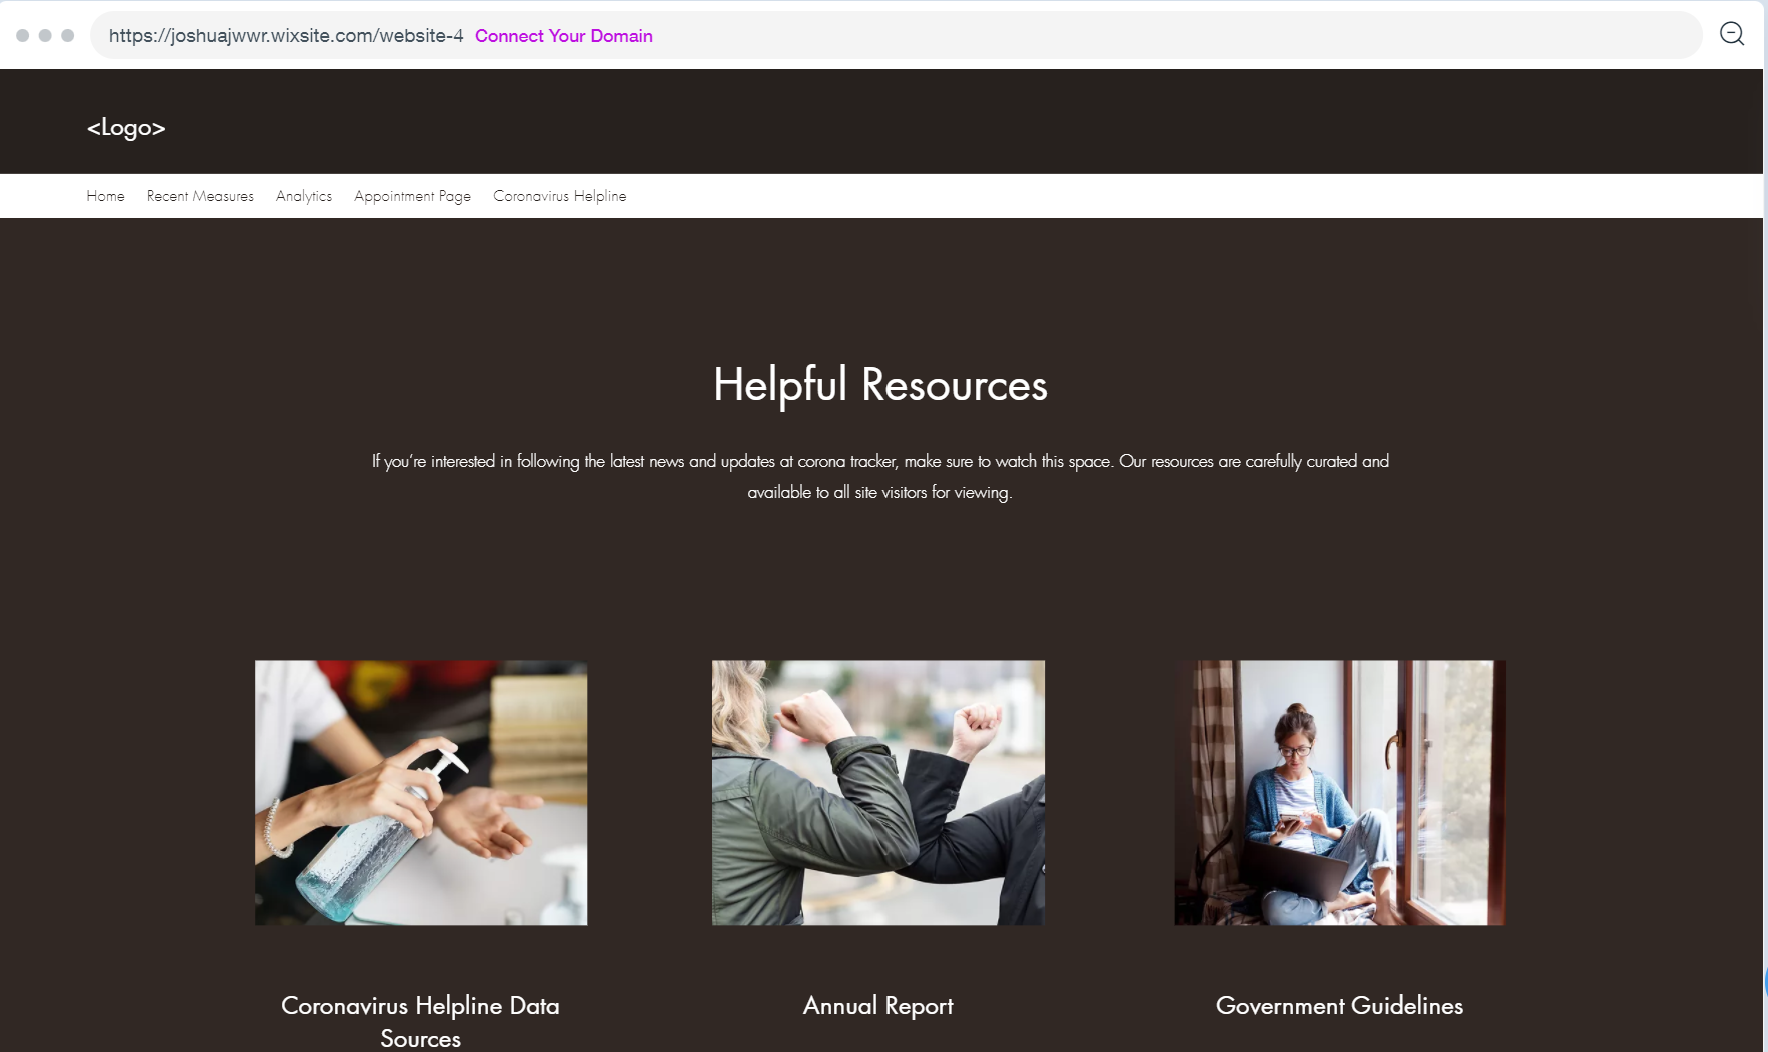 https://joshuajwwr.wixsite.com/website-4 Connect Your Domain
<Logo>
Home Recent Measures Analytics Appointment Page Coronavirus Helpline
Helpful Resources
If you're interested in following the latest news and updates at corona tracker, make sure to watch this space. Our resources are carefully curated and
available to all site visitors for viewing.
Coronavirus Helpline Data
Sources
Annual Report
Government Guidelines